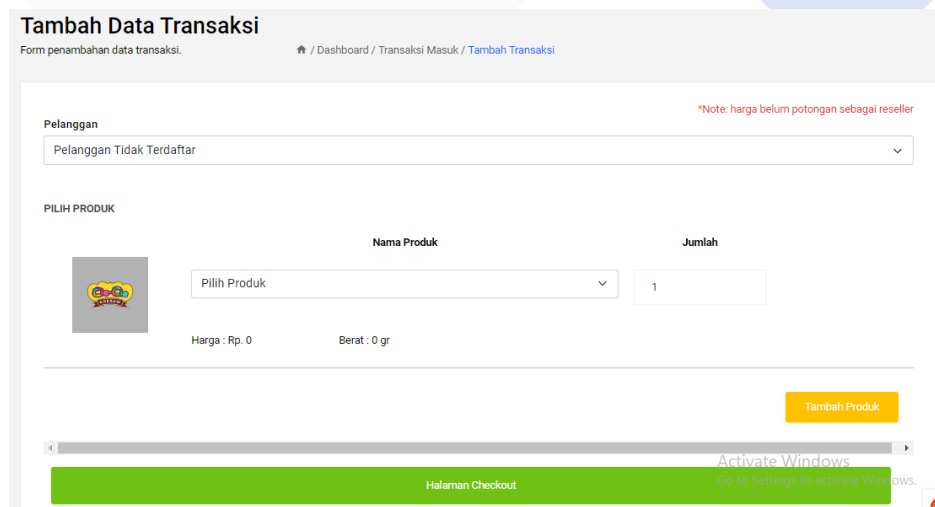 Tambah Data Transaksi
Form penambahan data transaksi.
/ Dashboard / Transaksi Masuk / Tambah Transaksi
*Note: harga belum potongan sebagai reseller
Pelanggan
Pelanggan Tidak Terdaftar
PILIH PRODUK
Nama Produk
Jumlah
Pilih Produk
1
Harga : Rp. 0
Berat : 0 gr
Tambah Produk
Activate Windows
Go to Settings to activate Windows.
Halaman Checkout